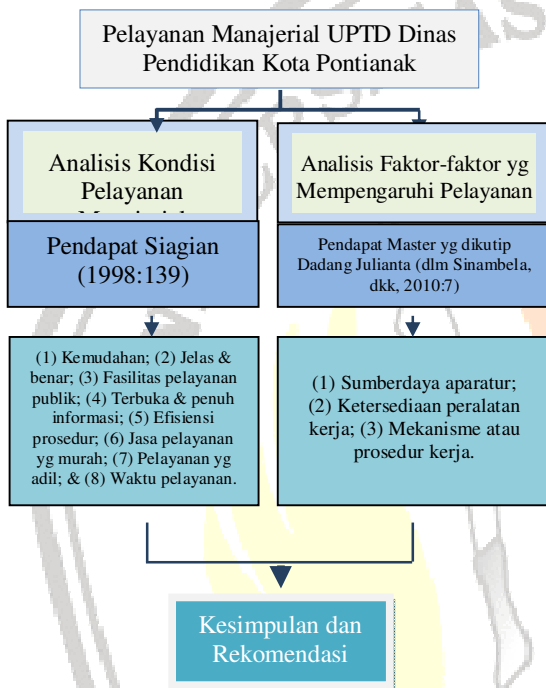 Pelayanan Manajerial UPTD Dinas
Pendidikan Kota Pontianak
Analisis Kondisi
Pelayanan
Analisis Faktor-faktor yg
Mempengaruhi Pelayanan
Pendapat Siagian
(1998:139)
Pendapat Master yg dikutip
Dadang Julianta (dlm Sinambela,
dkk, 2010:7)
(1) Kemudahan; (2) Jelas &
benar; (3) Fasilitas pelayanan
publik; (4) Terbuka & penuh
informasi; (5) Efisiensi
prosedur; (6) Jasa pelayanan
yg murah; (7) Pelayanan yg
adil; & (8) Waktu pelayanan.
(1) Sumberdaya aparatur;
(2) Ketersediaan peralatan
kerja; (3) Mekanisme atau
prosedur kerja.
Kesimpulan dan
Rekomendasi